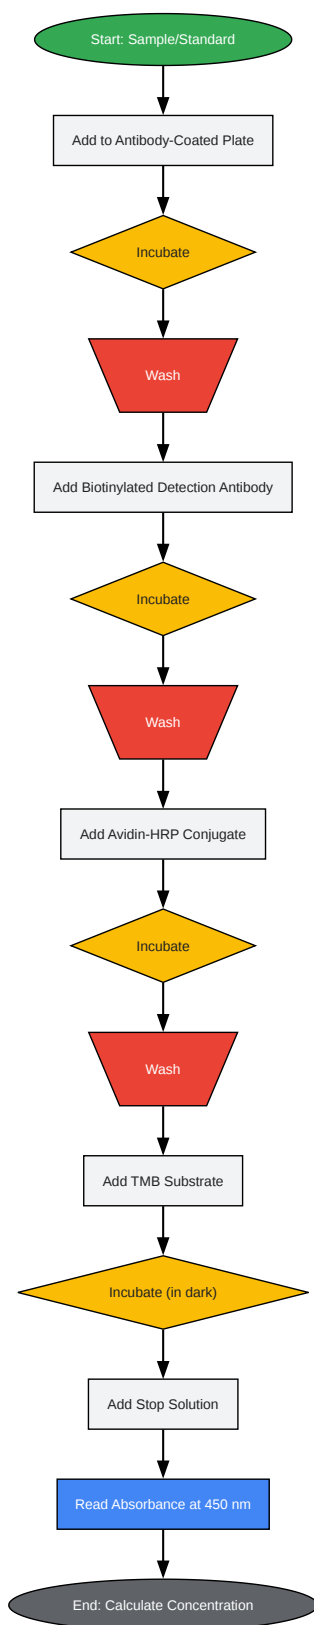 Start: Sample/Standard
Add to Antibody-Coated Plate
Incubate
Wash
Add Biotinylated Detection Antibody
Incubate
Wash
Add Avidin-HRP Conjugate
Incubate
Wash
Add TMB Substrate
Incubate (in dark)
Add Stop Solution
Read Absorbance at 450 nm
End: Calculate Concentration